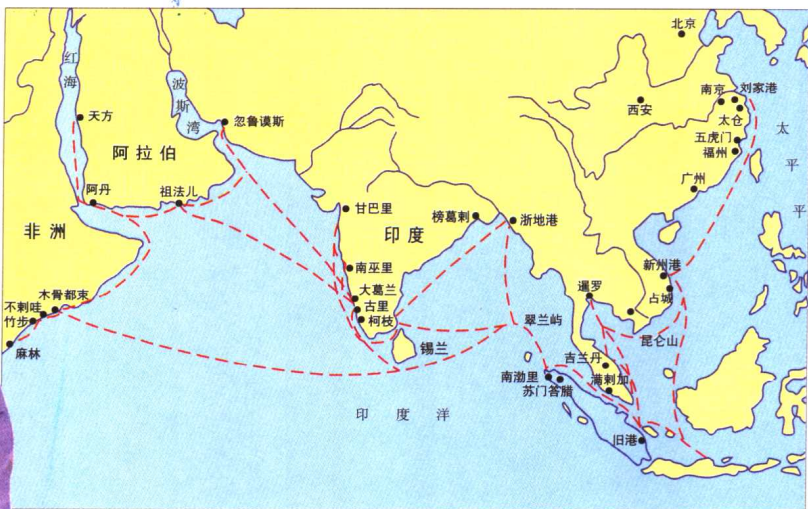 北京
红海
波斯湾
南京
刘家港
西安
太仓
天方
忽鲁谟斯
太平
五虎门
福州
阿拉伯
广州
阿丹
祖法儿
甘巴里
榜葛剌
浙地港
非洲
印度
南巫里
新州港
大葛兰
暹罗
占城
木骨都束
不剌哇
古里
竹步
柯枝
翠兰屿
昆仑山
锡兰
麻林
吉兰丹
南渤里
满剌加
苏门答腊
印度洋
旧港